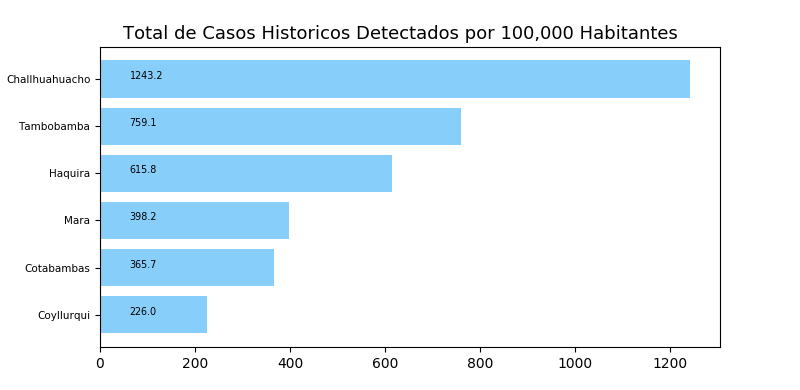 Total de Casos Historicos Detectados por 100,000 Habitantes
Challhuahuacho 1243.2
Tambobamba 759.1
Haquira 615.8
Mara 398.2
Cotabambas 365.7
Coyllurqui 226.0
0 200 400 600 800 1000 1200